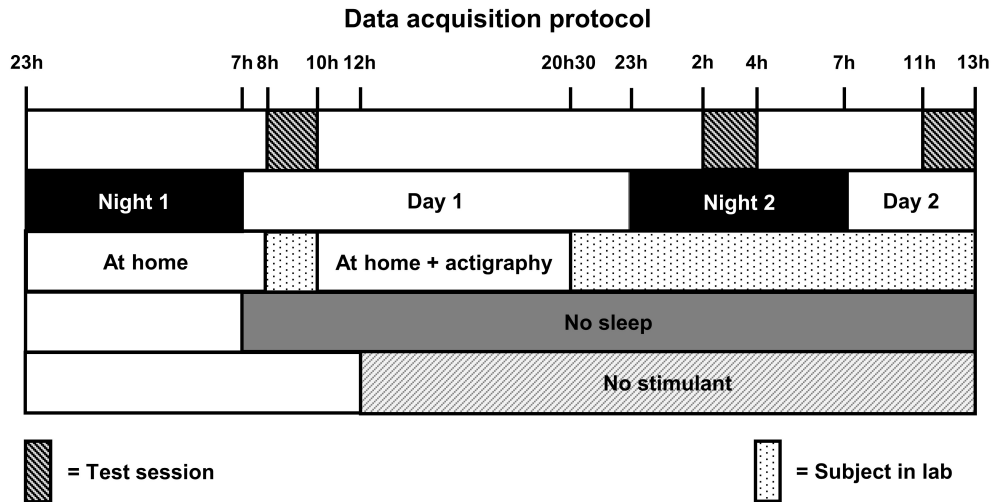 Data acquisition protocol
23h 7h 8h 10h 12h 20h30 23h 2h 4h 7h 11h 13h
Night 1 Day 1 Night 2 Day 2
At home At home + actigraphy
No sleep
No stimulant
= Test session = Subject in lab